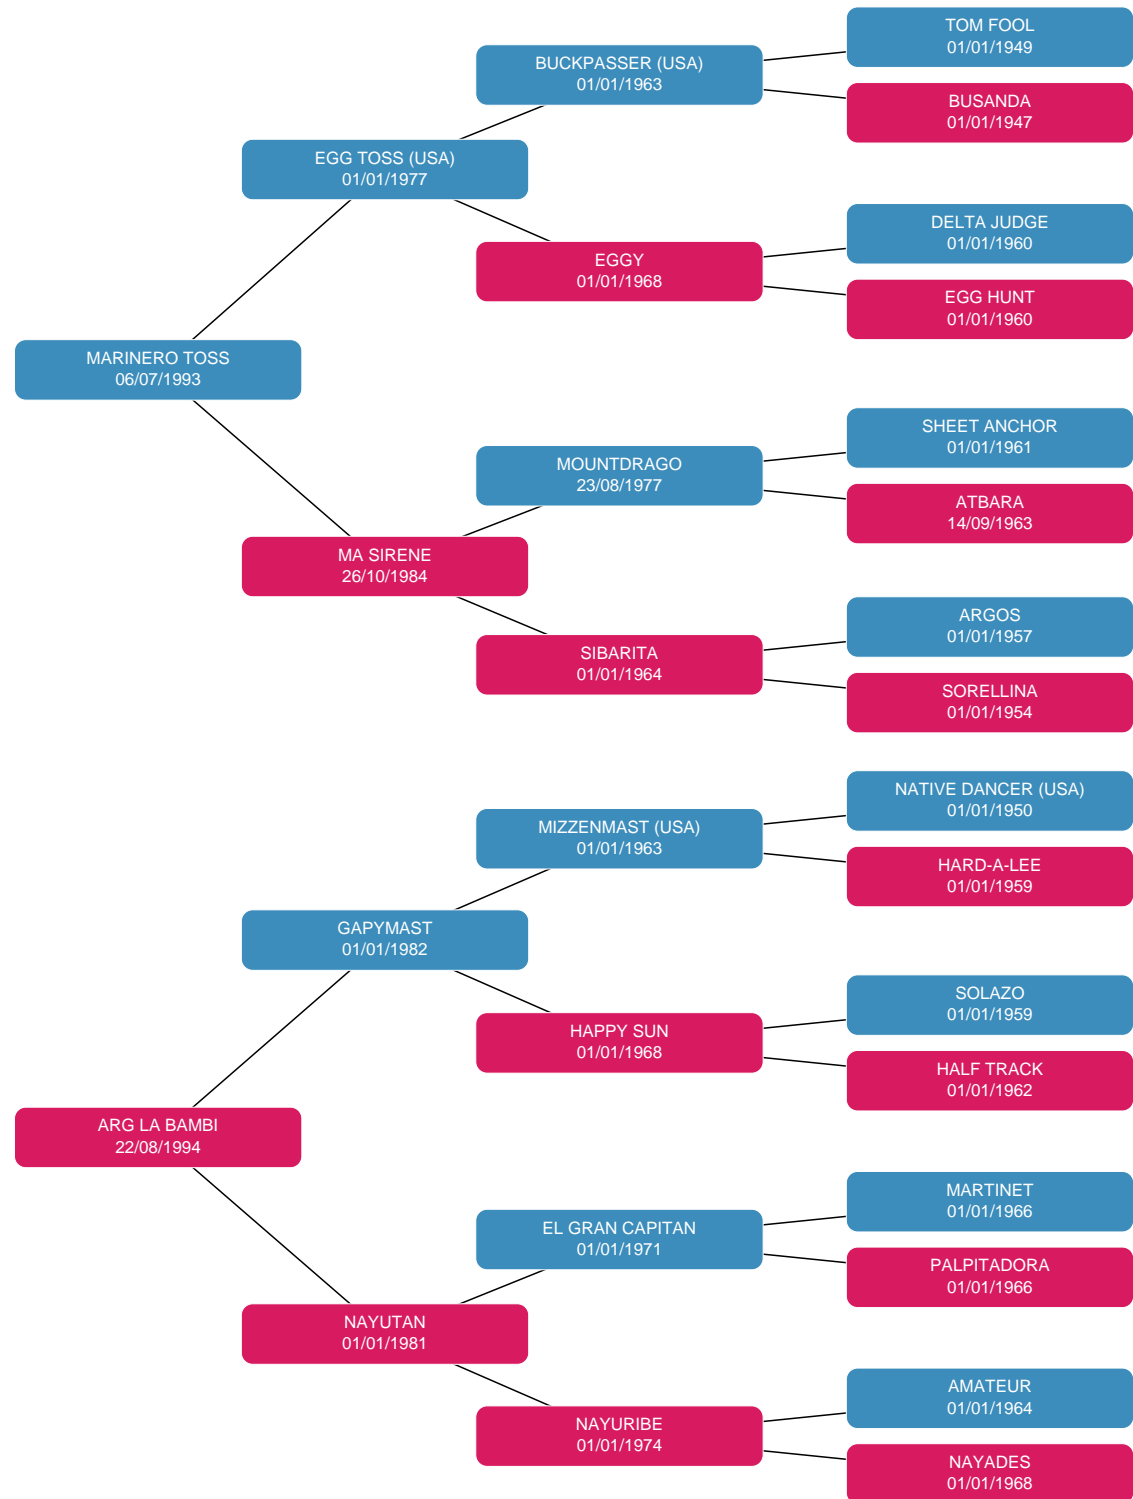 TOM FOOL
01/01/1949
BUCKPASSER (USA)
01/01/1963
BUSANDA
01/01/1947
EGG TOSS (USA)
01/01/1977
DELTA JUDGE
01/01/1960
EGGY
01/01/1968
EGG HUNT
01/01/1960
MARINERO TOSS
06/07/1993
SHEET ANCHOR
01/01/1961
MOUNTDRAGO
23/08/1977
ATBARA
14/09/1963
MA SIRENE
26/10/1984
ARGOS
01/01/1957
SIBARITA
01/01/1964
SORELLINA
01/01/1954
NATIVE DANCER (USA)
01/01/1950
MIZZENMAST (USA)
01/01/1963
HARD-A-LEE
01/01/1959
GAPYMAST
01/01/1982
SOLAZO
01/01/1959
HAPPY SUN
01/01/1968
HALF TRACK
01/01/1962
ARG LA BAMBI
22/08/1994
MARTINET
01/01/1966
EL GRAN CAPITAN
01/01/1971
PALPITADORA
01/01/1966
NAYUTAN
01/01/1981
AMATEUR
01/01/1964
NAYURIBE
01/01/1974
NAYADES
01/01/1968